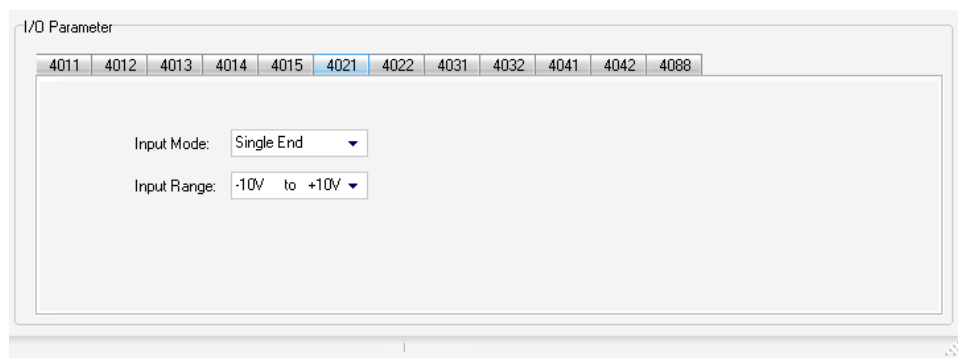 I/O Parameter
4011 4012 4013 4014 4015 4021 4022 4031 4032 4041 4042 4088
Input Mode: Single End
Input Range: -10V to +10V